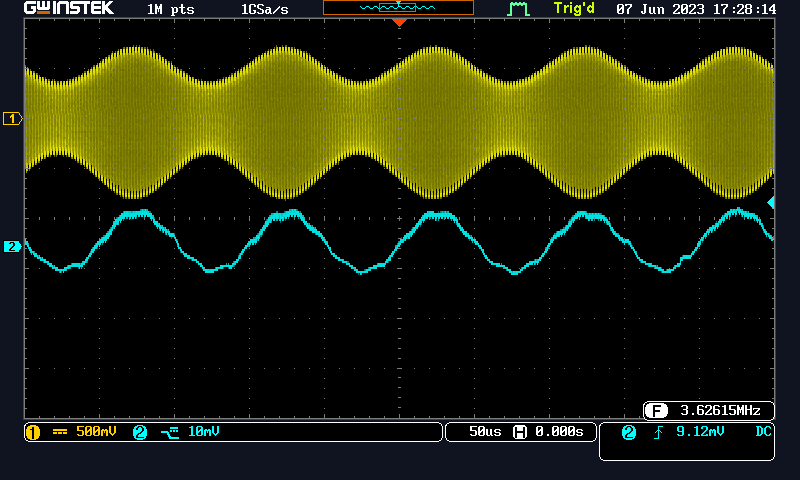 GWINSTEK 1M pts 1GSa/s Trig'd 07 Jun 2023 17:28:14
1
2
F 3.62615MHz
1 500mV 2 10mV 50us H 0.000s 2 9.12mV DC